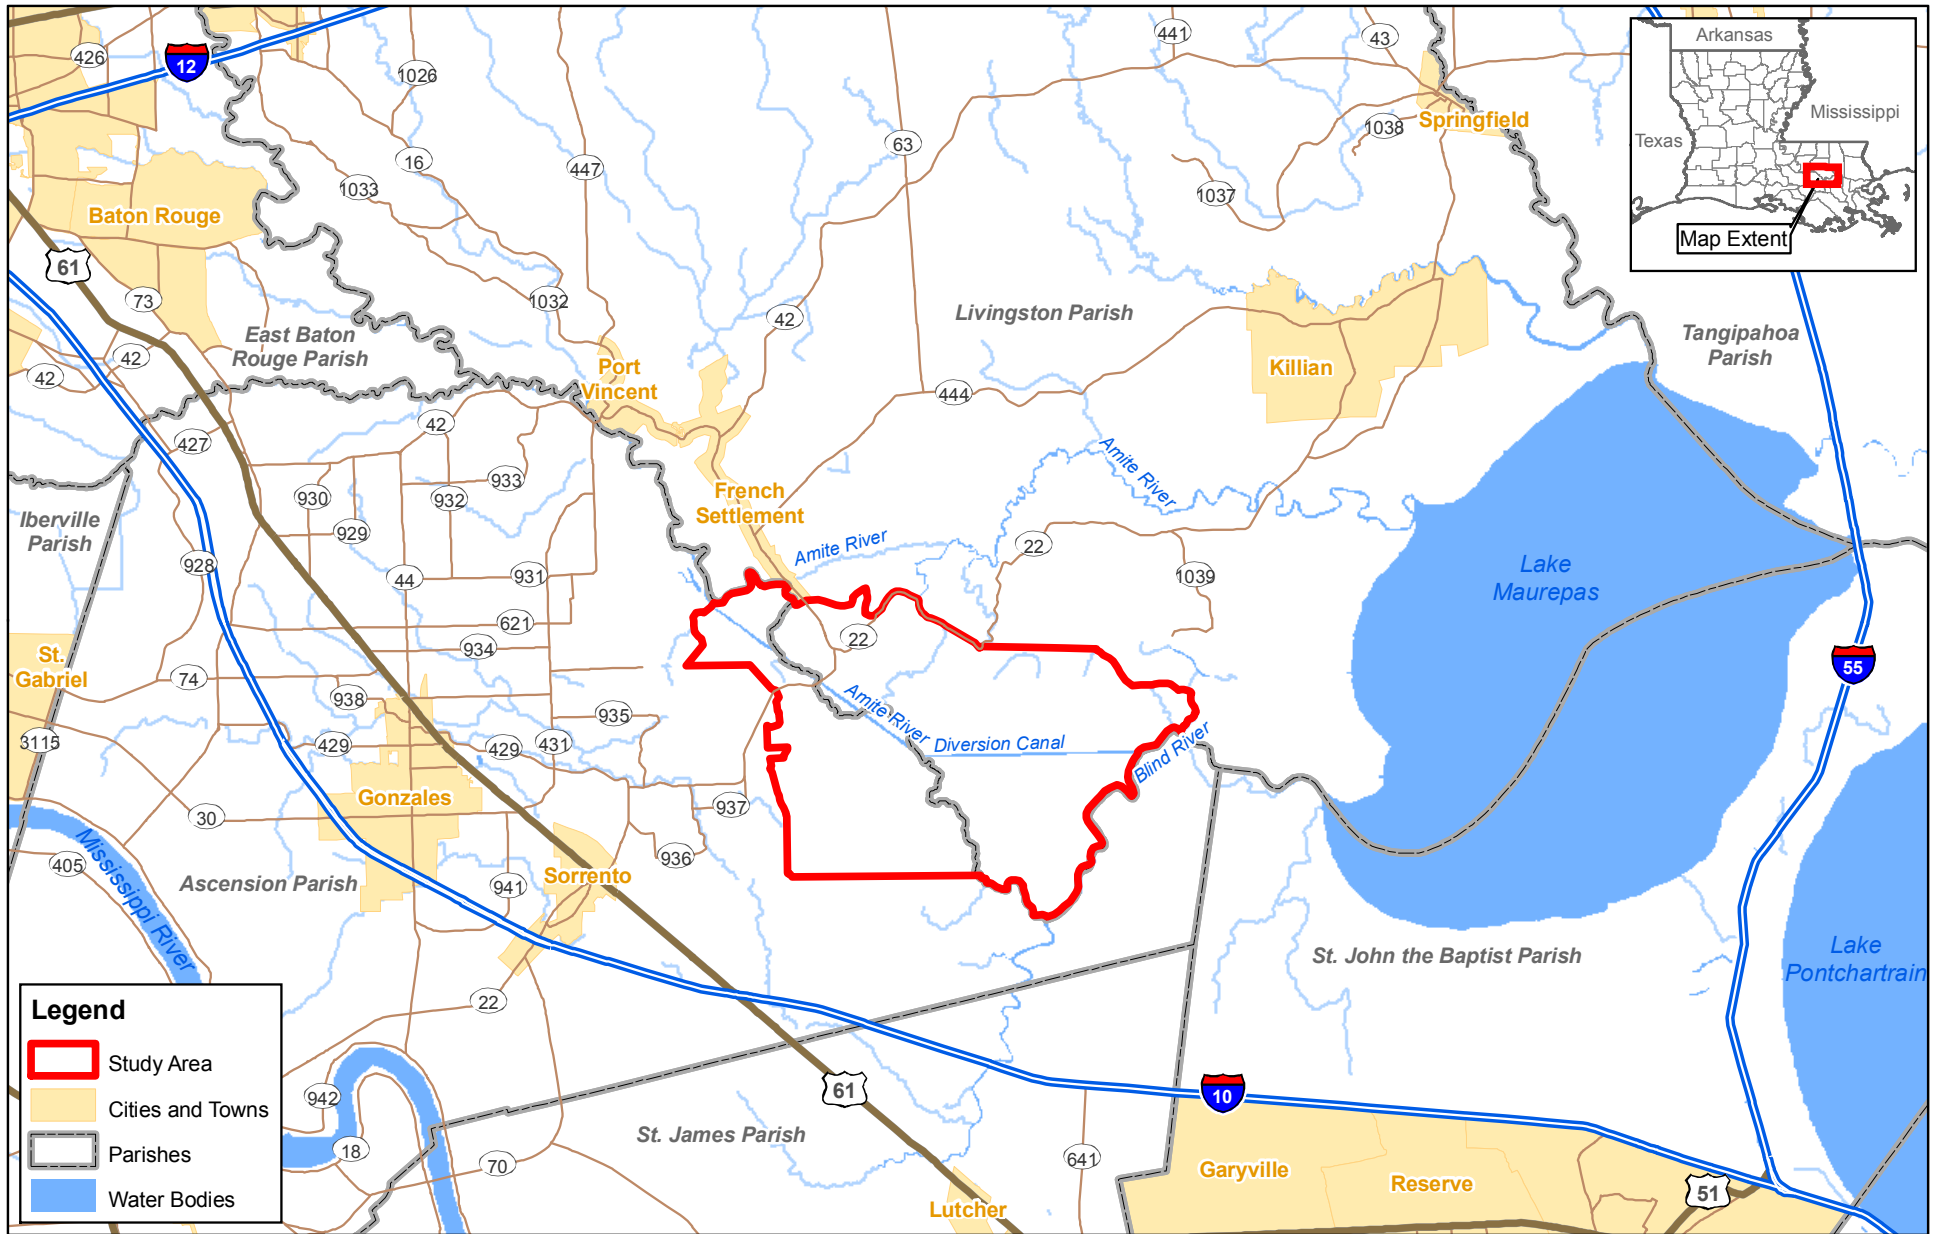 426
12
1026
441
43
Arkansas
Mississippi
Texas
Map Extent
16
447
63
1038
Springfield
1033
1037
Baton Rouge
61
73
1032
42
Livingston Parish
East Baton
Rouge Parish
Tangipahoa
Parish
42
42
Port
Vincent
Killian
444
427
42
Amite River
930
932
933
French
Settlement
Iberville
Parish
929
Amite River
22
928
44
931
1039
Lake
Maurepas
621
22
934
St.
Gabriel
74
938
55
935
Amite River
Diversion Canal
Blind River
3115
429
429
431
Gonzales
937
30
936
405
Mississippi River
Ascension Parish
941
Sorrento
St. John the Baptist Parish
Lake
Pontchartrain
22
Legend
Study Area
Cities and Towns
Parishes
Water Bodies
942
18
70
61
10
St. James Parish
641
Garyville
Reserve
51
Lutcher